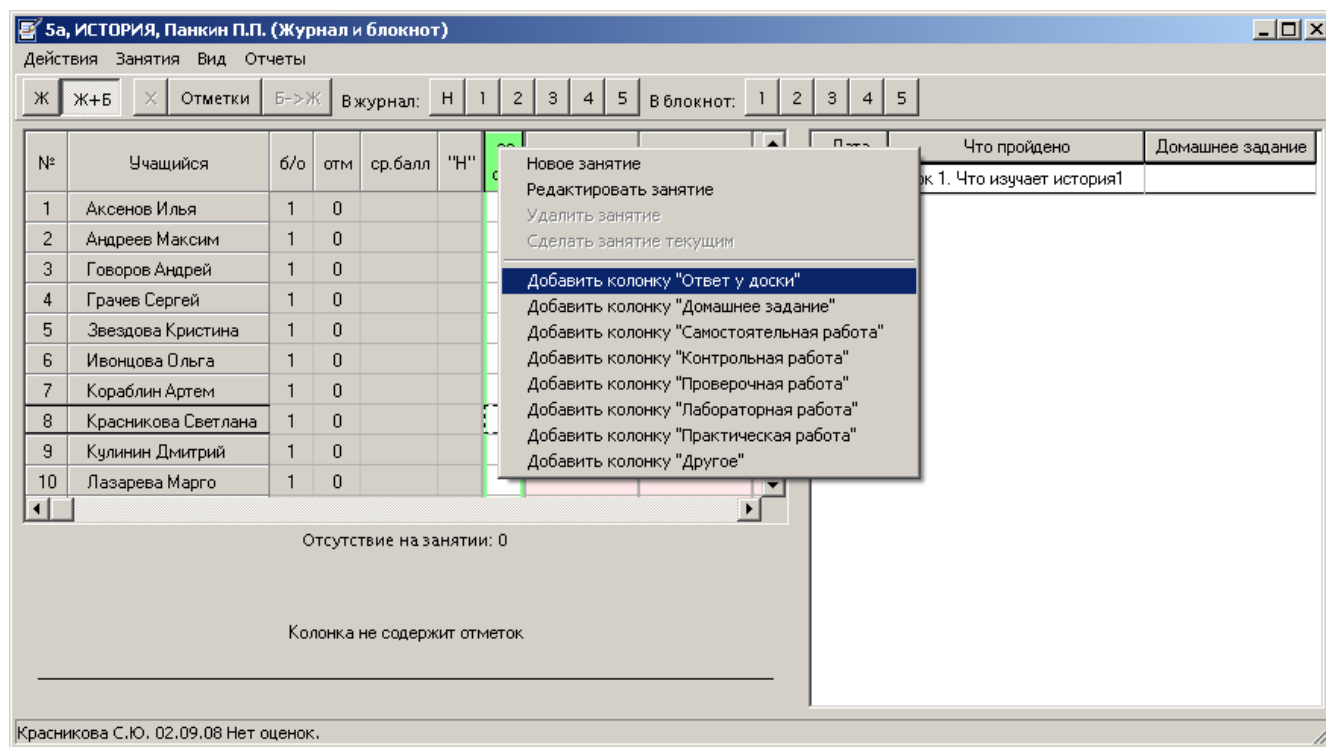 5а, ИСТОРИЯ, Панкин П.П. (Журнал и блокнот)
Действия Занятия Вид Отчеты
Ж Ж+Б X Отметки Б->Ж В журнал: Н 1 2 3 4 5 В блокнот: 1 2 3 4 5
№ Учащийся б/о отм ср.балл "Н"
1 Аксенов Илья 1 0
2 Андреев Максим 1 0
3 Говоров Андрей 1 0
4 Грачев Сергей 1 0
5 Звездова Кристина 1 0
6 Ивонцова Ольга 1 0
7 Кораблин Артем 1 0
8 Красникова Светлана 1 0
9 Кулинин Дмитрий 1 0
10 Лазарева Марго 1 0
Новое занятие
Редактировать занятие
Удалить занятие
Сделать занятие текущим
Добавить колонку "Ответ у доски"
Добавить колонку "Домашнее задание"
Добавить колонку "Самостоятельная работа"
Добавить колонку "Контрольная работа"
Добавить колонку "Проверочная работа"
Добавить колонку "Лабораторная работа"
Добавить колонку "Практическая работа"
Добавить колонку "Другое"
Дата Что пройдено Домашнее задание
1. Что изучает история1
Отсутствие на занятии: 0
Колонка не содержит отметок
Красникова С.Ю. 02.09.08 Нет оценок.